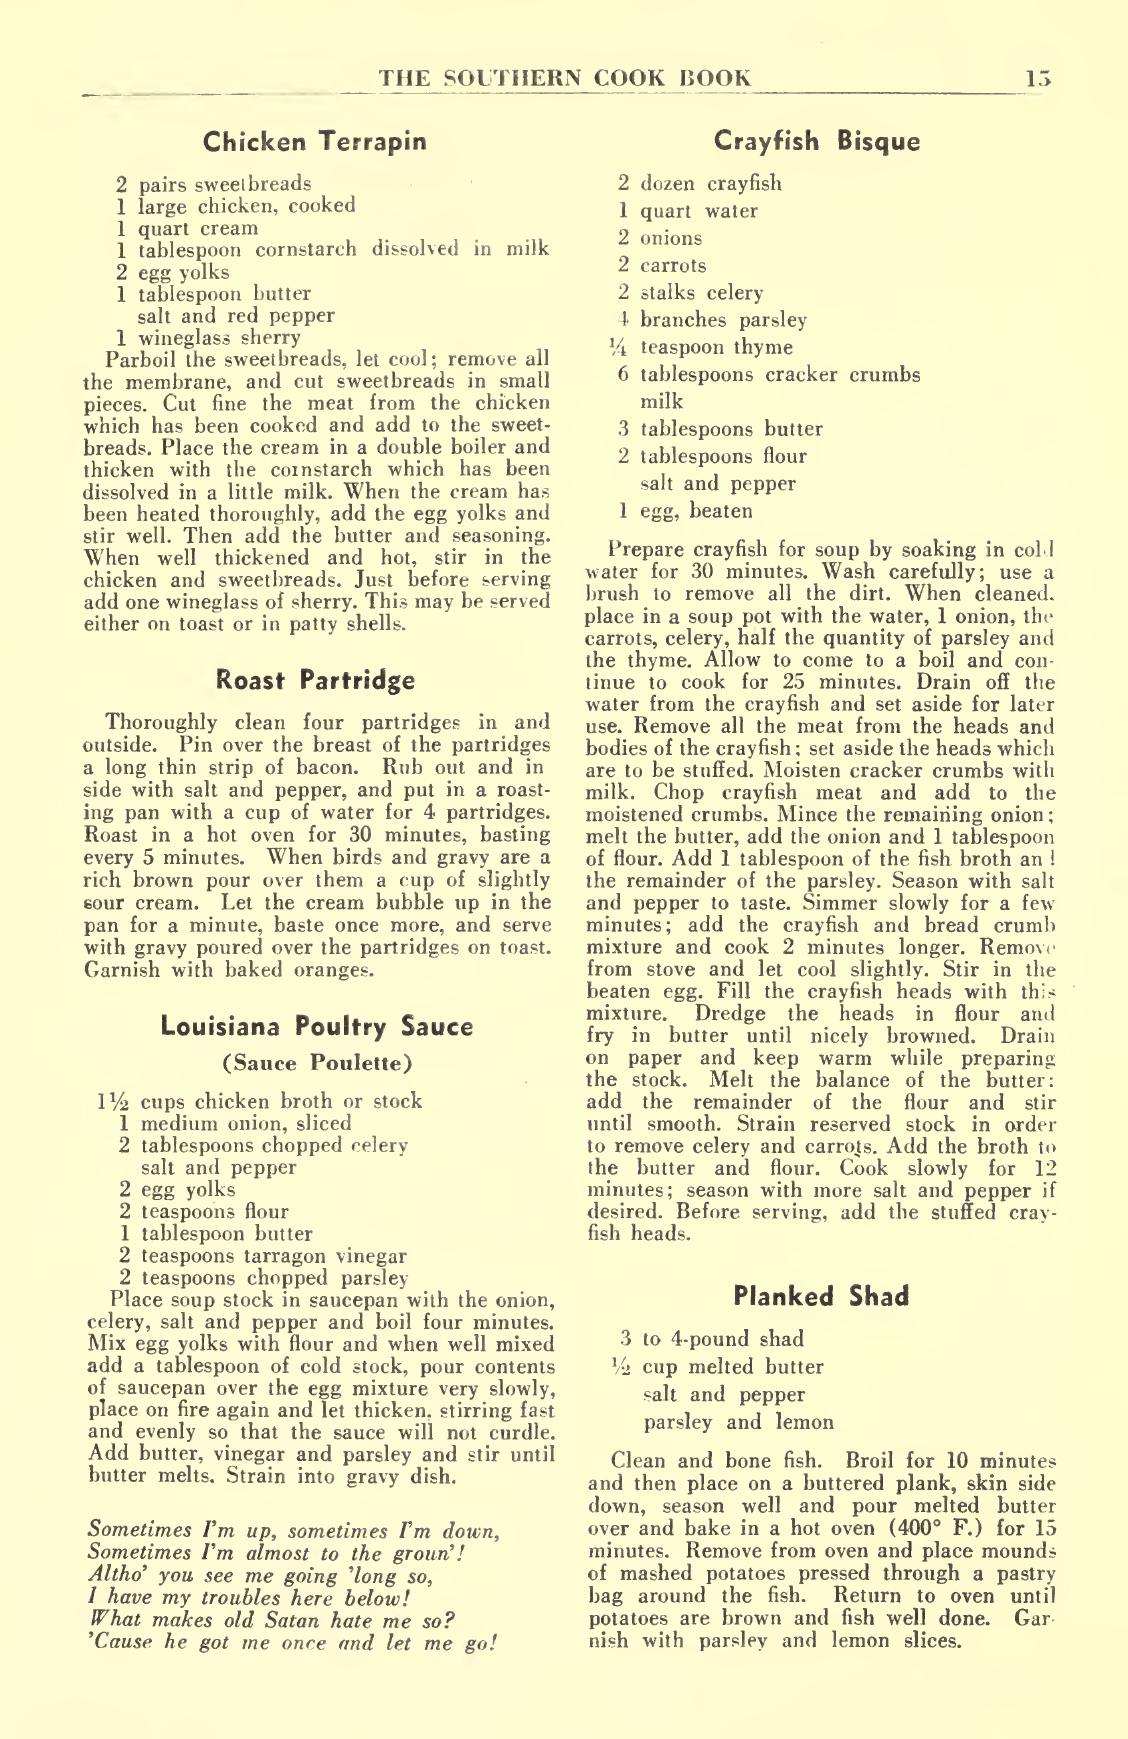 THE SOUTHERN COOK BOOK 15
Chicken Terrapin
2 pairs sweetbreads
1 large chicken, cooked
1 quart cream
1 tablespoon cornstarch dissolved in milk
2 egg yolks
1 tablespoon butter
salt and red pepper
1 wineglass sherry
Parboil the sweetbreads, let cool; remove all
the membrane, and cut sweetbreads in small
pieces. Cut fine the meat from the chicken
which has been cooked and add to the sweet-
breads. Place the cream in a double boiler and
thicken with the cornstarch which has been
dissolved in a little milk. When the cream has
been heated thoroughly, add the egg yolks and
stir well. Then add the butter and seasoning.
When well thickened and hot, stir in the
chicken and sweetbreads. Just before serving
add one wineglass of sherry. This may be served
either on toast or in patty shells.
Roast Partridge
Thoroughly clean four partridges in and
outside. Pin over the breast of the partridges
a long thin strip of bacon. Rub out and in
side with salt and pepper, and put in a roast-
ing pan with a cup of water for 4 partridges.
Roast in a hot oven for 30 minutes, basting
every 5 minutes. When birds and gravy are a
rich brown pour over them a cup of slightly
sour cream. Let the cream bubble up in the
pan for a minute, baste once more, and serve
with gravy poured over the partridges on toast.
Garnish with baked oranges.
Louisiana Poultry Sauce
(Sauce Poulette)
1½ cups chicken broth or stock
1 medium onion, sliced
2 tablespoons chopped celery
salt and pepper
2 egg yolks
2 teaspoons flour
1 tablespoon butter
2 teaspoons tarragon vinegar
2 teaspoons chopped parsley
Place soup stock in saucepan with the onion,
celery, salt and pepper and boil four minutes.
Mix egg yolks with flour and when well mixed
add a tablespoon of cold stock, pour contents
of saucepan over the egg mixture very slowly,
place on fire again and let thicken, stirring fast
and evenly so that the sauce will not curdle.
Add butter, vinegar and parsley and stir until
butter melts. Strain into gravy dish.
Sometimes I'm up, sometimes I'm down,
Sometimes I'm almost to the groun'!
Altho' you see me going 'long so,
I have my troubles here below!
What makes old Satan hate me so?
'Cause he got me once and let me go!
Crayfish Bisque
2 dozen crayfish
1 quart water
2 onions
2 carrots
2 stalks celery
4 branches parsley
¼ teaspoon thyme
6 tablespoons cracker crumbs
milk
3 tablespoons butter
2 tablespoons flour
salt and pepper
1 egg, beaten
Prepare crayfish for soup by soaking in cold
water for 30 minutes. Wash carefully; use a
brush to remove all the dirt. When cleaned,
place in a soup pot with the water, 1 onion, the
carrots, celery, half the quantity of parsley and
the thyme. Allow to come to a boil and con-
tinue to cook for 25 minutes. Drain off the
water from the crayfish and set aside for later
use. Remove all the meat from the heads and
bodies of the crayfish; set aside the heads which
are to be stuffed. Moisten cracker crumbs with
milk. Chop crayfish meat and add to the
moistened crumbs. Mince the remaining onion;
melt the butter, add the onion and 1 tablespoon
of flour. Add 1 tablespoon of the fish broth and
the remainder of the parsley. Season with salt
and pepper to taste. Simmer slowly for a few
minutes; add the crayfish and bread crumb
mixture and cook 2 minutes longer. Remove
from stove and let cool slightly. Stir in the
beaten egg. Fill the crayfish heads with this
mixture. Dredge the heads in flour and
fry in butter until nicely browned. Drain
on paper and keep warm while preparing
the stock. Melt the balance of the butter:
add the remainder of the flour and stir
until smooth. Strain reserved stock in order
to remove celery and carrots. Add the broth to
the butter and flour. Cook slowly for 12
minutes; season with more salt and pepper if
desired. Before serving, add the stuffed cray-
fish heads.
Planked Shad
3 to 4-pound shad
½ cup melted butter
salt and pepper
parsley and lemon
Clean and bone fish. Broil for 10 minutes
and then place on a buttered plank, skin side
down, season well and pour melted butter
over and bake in a hot oven (400° F.) for 15
minutes. Remove from oven and place mounds
of mashed potatoes pressed through a pastry
bag around the fish. Return to oven until
potatoes are brown and fish well done. Gar-
nish with parsley and lemon slices.